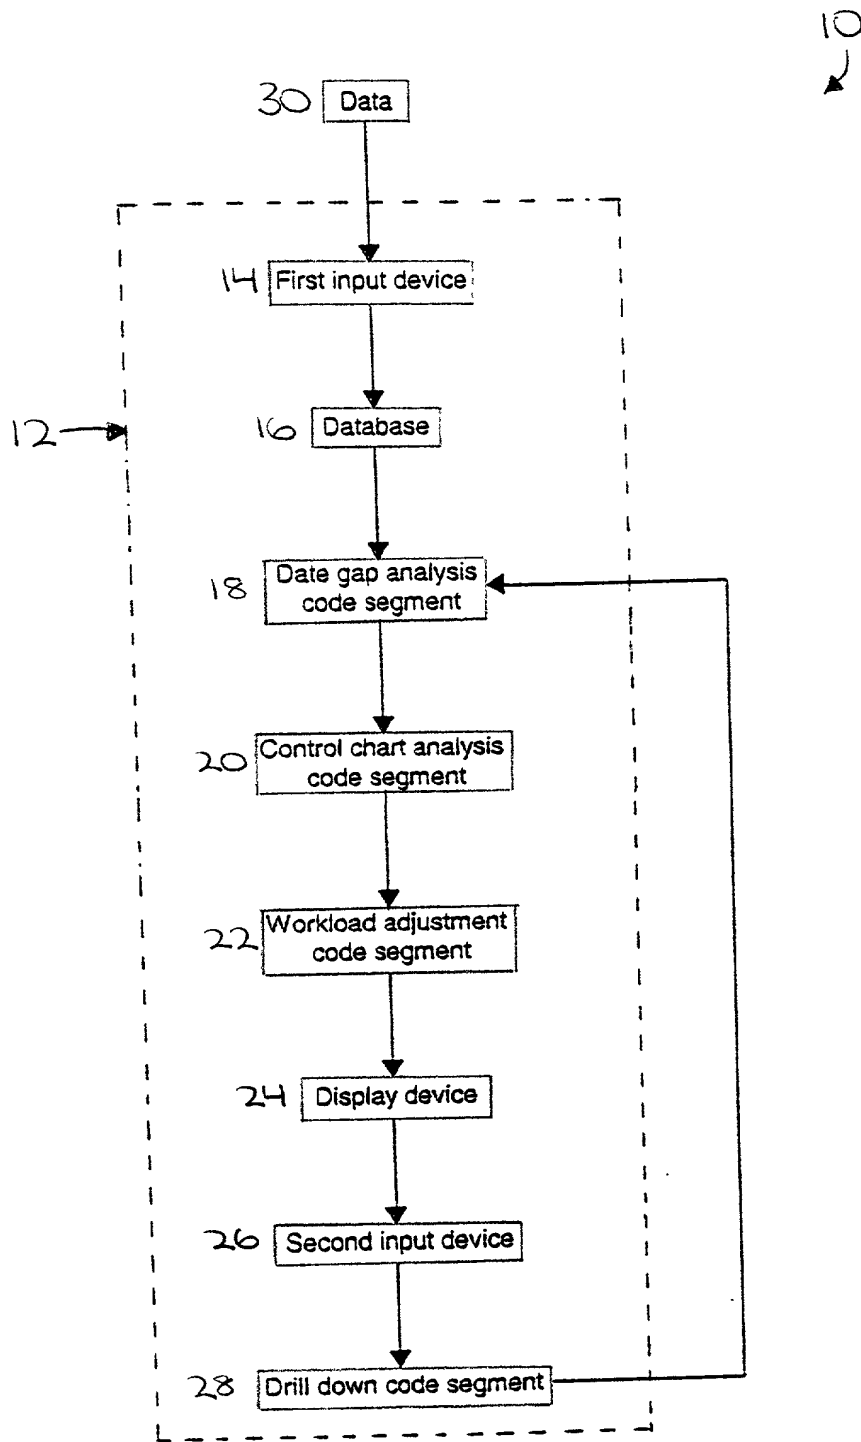 10
30 Data
14 First input device
12
16 Database
18 Date gap analysis
code segment
20 Control chart analysis
code segment
22 Workload adjustment
code segment
24 Display device
26 Second input device
28 Drill down code segment